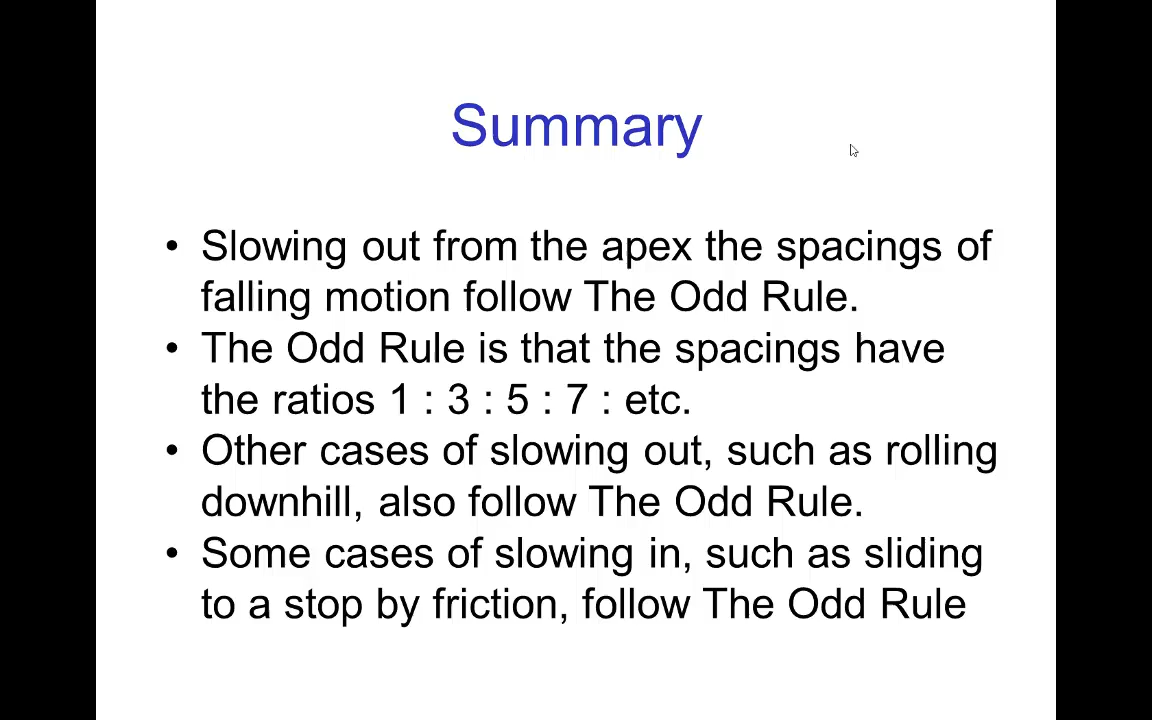 Summary
• Slowing out from the apex the spacings of
falling motion follow The Odd Rule.
• The Odd Rule is that the spacings have
the ratios 1 : 3 : 5 : 7 : etc.
• Other cases of slowing out, such as rolling
downhill, also follow The Odd Rule.
• Some cases of slowing in, such as sliding
to a stop by friction, follow The Odd Rule